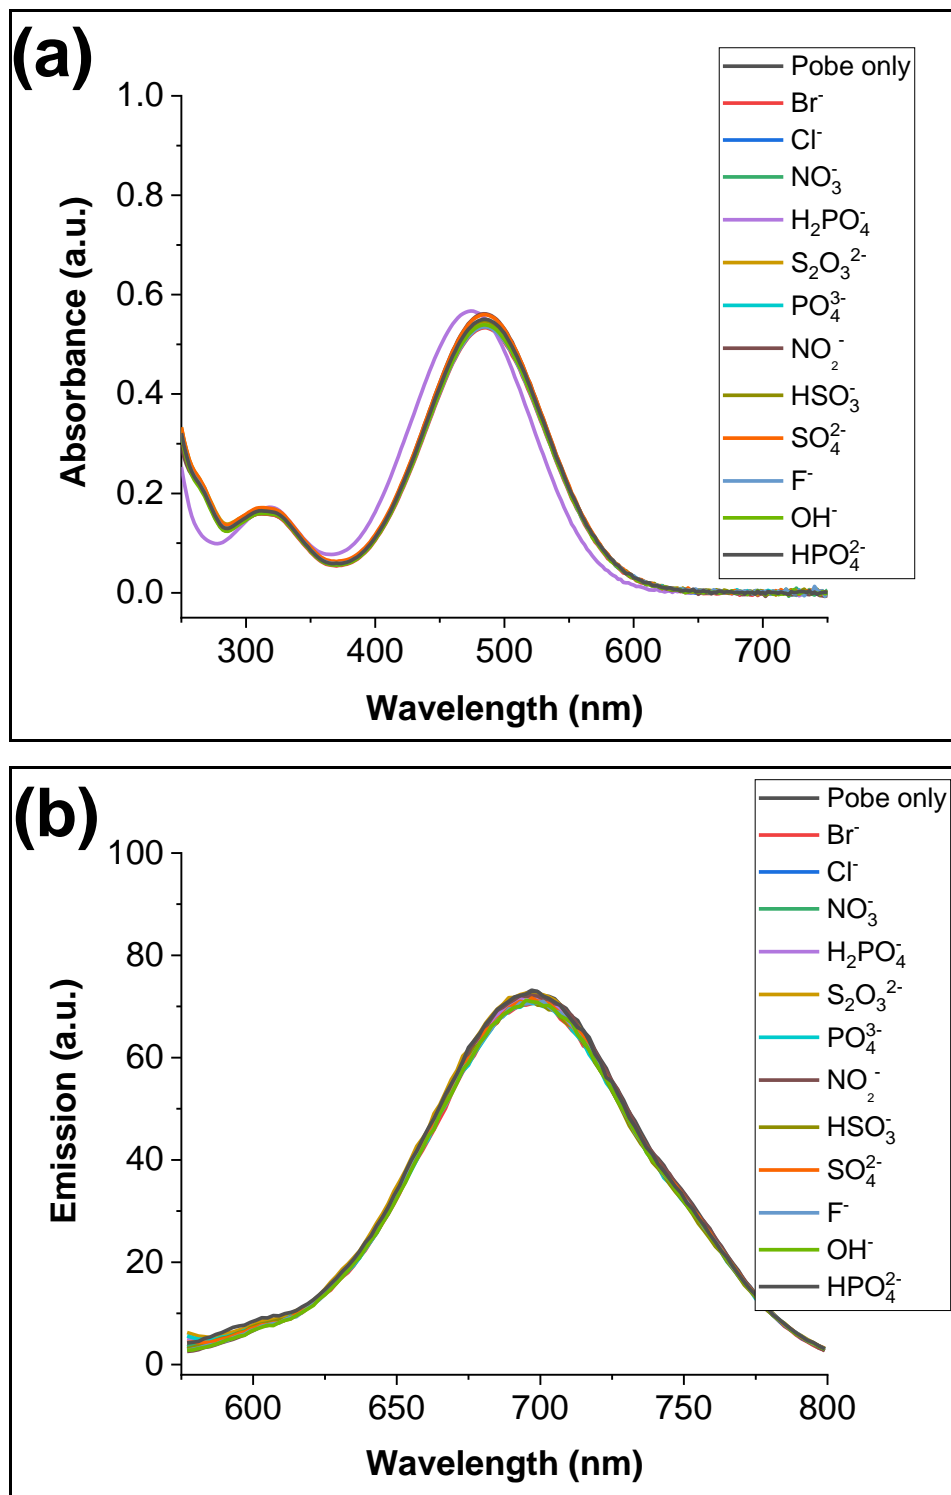 (a)
Pobe only
Br⁻
Cl⁻
NO₃⁻
H₂PO₄⁻
S₂O₃²⁻
PO₄³⁻
NO₂⁻
HSO₃⁻
SO₄²⁻
F⁻
OH⁻
HPO₄²⁻
1.0
0.8
0.6
0.4
0.2
0.0
Absorbance (a.u.)
300 400 500 600 700
Wavelength (nm)
(b)
Pobe only
Br⁻
Cl⁻
NO₃⁻
H₂PO₄⁻
S₂O₃²⁻
PO₄³⁻
NO₂⁻
HSO₃⁻
SO₄²⁻
F⁻
OH⁻
HPO₄²⁻
100
80
60
40
20
0
Emission (a.u.)
600 650 700 750 800
Wavelength (nm)